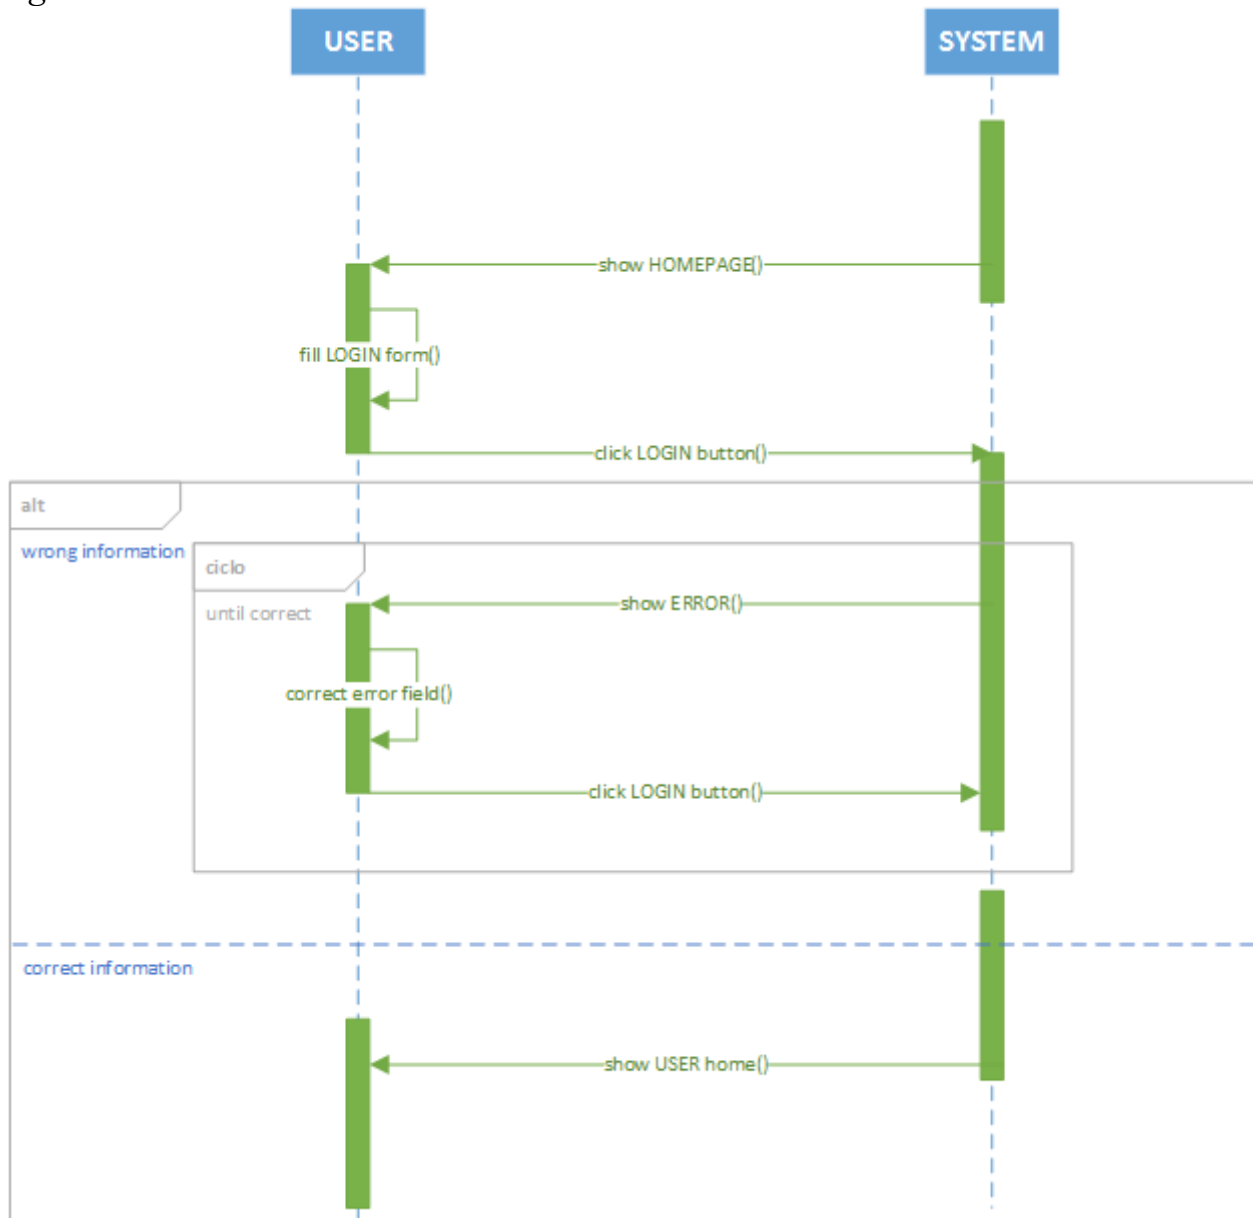 USER
SYSTEM
show HOMEPAGE()
fill LOGIN form()
click LOGIN button()
alt
wrong information
ciclo
until correct
show ERROR()
correct error field()
click LOGIN button()
correct information
show USER home()